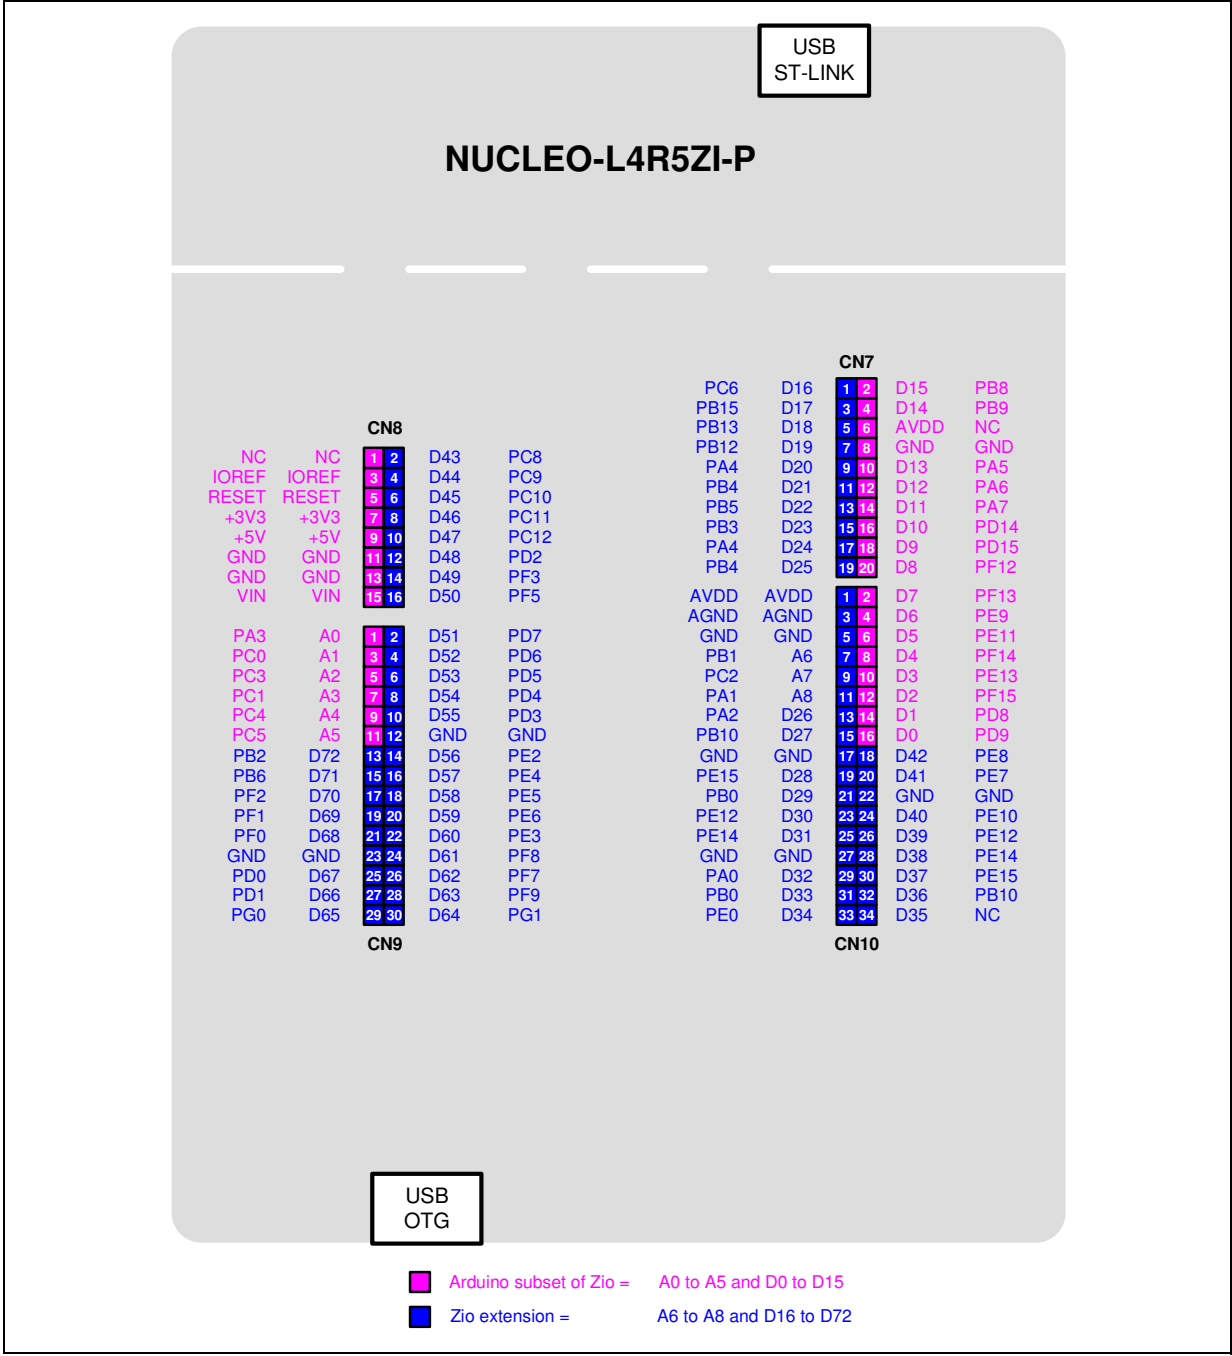 USB
ST-LINK
NUCLEO-L4R5ZI-P
CN8
NC NC 1 2 D43 PC8
IOREF IOREF 3 4 D44 PC9
RESET RESET 5 6 D45 PC10
+3V3 +3V3 7 8 D46 PC11
+5V +5V 9 10 D47 PC12
GND GND 11 12 D48 PD2
GND GND 13 14 D49 PF3
VIN VIN 15 16 D50 PF5
PA3 A0 1 2 D51 PD7
PC0 A1 3 4 D52 PD6
PC3 A2 5 6 D53 PD5
PC1 A3 7 8 D54 PD4
PC4 A4 9 10 D55 PD3
PC5 A5 11 12 GND GND
PB2 D72 13 14 D56 PE2
PB6 D71 15 16 D57 PE4
PF2 D70 17 18 D58 PE5
PF1 D69 19 20 D59 PE6
PF0 D68 21 22 D60 PE3
GND GND 23 24 D61 PF8
PD0 D67 25 26 D62 PF7
PD1 D66 27 28 D63 PF9
PG0 D65 29 30 D64 PG1
CN9
CN7
PC6 D16 1 2 D15 PB8
PB15 D17 3 4 D14 PB9
PB13 D18 5 6 AVDD NC
PB12 D19 7 8 GND GND
PA4 D20 9 10 D13 PA5
PB4 D21 11 12 D12 PA6
PB5 D22 13 14 D11 PA7
PB3 D23 15 16 D10 PD14
PA4 D24 17 18 D9 PD15
PB4 D25 19 20 D8 PF12
AVDD AVDD 1 2 D7 PF13
AGND AGND 3 4 D6 PE9
GND GND 5 6 D5 PE11
PB1 A6 7 8 D4 PF14
PC2 A7 9 10 D3 PE13
PA1 A8 11 12 D2 PF15
PA2 D26 13 14 D1 PD8
PB10 D27 15 16 D0 PD9
GND GND 17 18 D42 PE8
PE15 D28 19 20 D41 PE7
PB0 D29 21 22 GND GND
PE12 D30 23 24 D40 PE10
PE14 D31 25 26 D39 PE12
GND GND 27 28 D38 PE14
PA0 D32 29 30 D37 PE15
PB0 D33 31 32 D36 PB10
PE0 D34 33 34 D35 NC
CN10
USB
OTG
Arduino subset of Zio = A0 to A5 and D0 to D15
Zio extension = A6 to A8 and D16 to D72